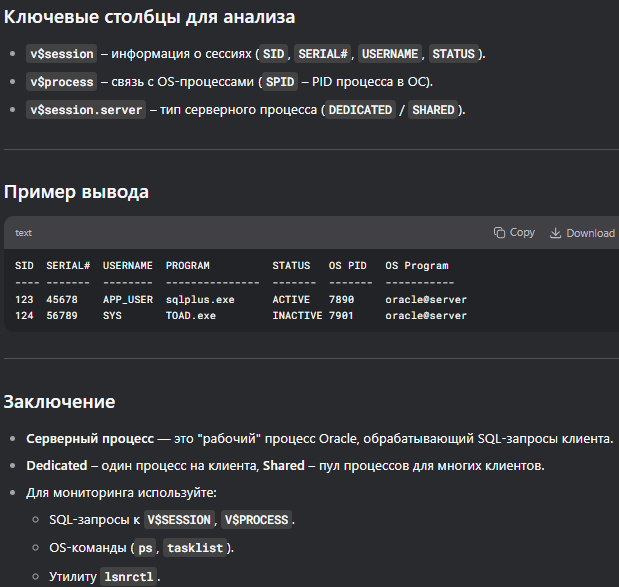 Ключевые столбцы для анализа
• v$session – информация о сессиях (SID, SERIAL#, USERNAME, STATUS).
• v$process – связь с OS-процессами (SPID – PID процесса в ОС).
• v$session.server – тип серверного процесса (DEDICATED / SHARED).
Пример вывода
text Copy Download
SID SERIAL# USERNAME PROGRAM STATUS OS PID OS Program
---- ------- -------- --------------- ------- ------- -----------
123 45678 APP_USER sqlplus.exe ACTIVE 7890 oracle@server
124 56789 SYS TOAD.exe INACTIVE 7901 oracle@server
Заключение
• Серверный процесс — это "рабочий" процесс Oracle, обрабатывающий SQL-запросы клиента.
• Dedicated – один процесс на клиента, Shared – пул процессов для многих клиентов.
• Для мониторинга используйте:
○ SQL-запросы к V$SESSION, V$PROCESS.
○ OS-команды (ps, tasklist).
○ Утилиту lsnrctl.